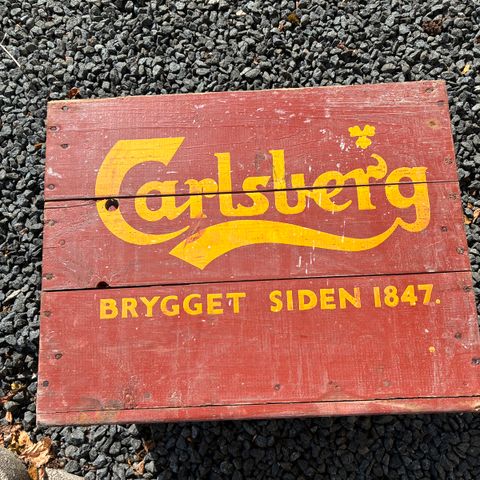 Carlsberg
BRYGGET SIDEN 1847.